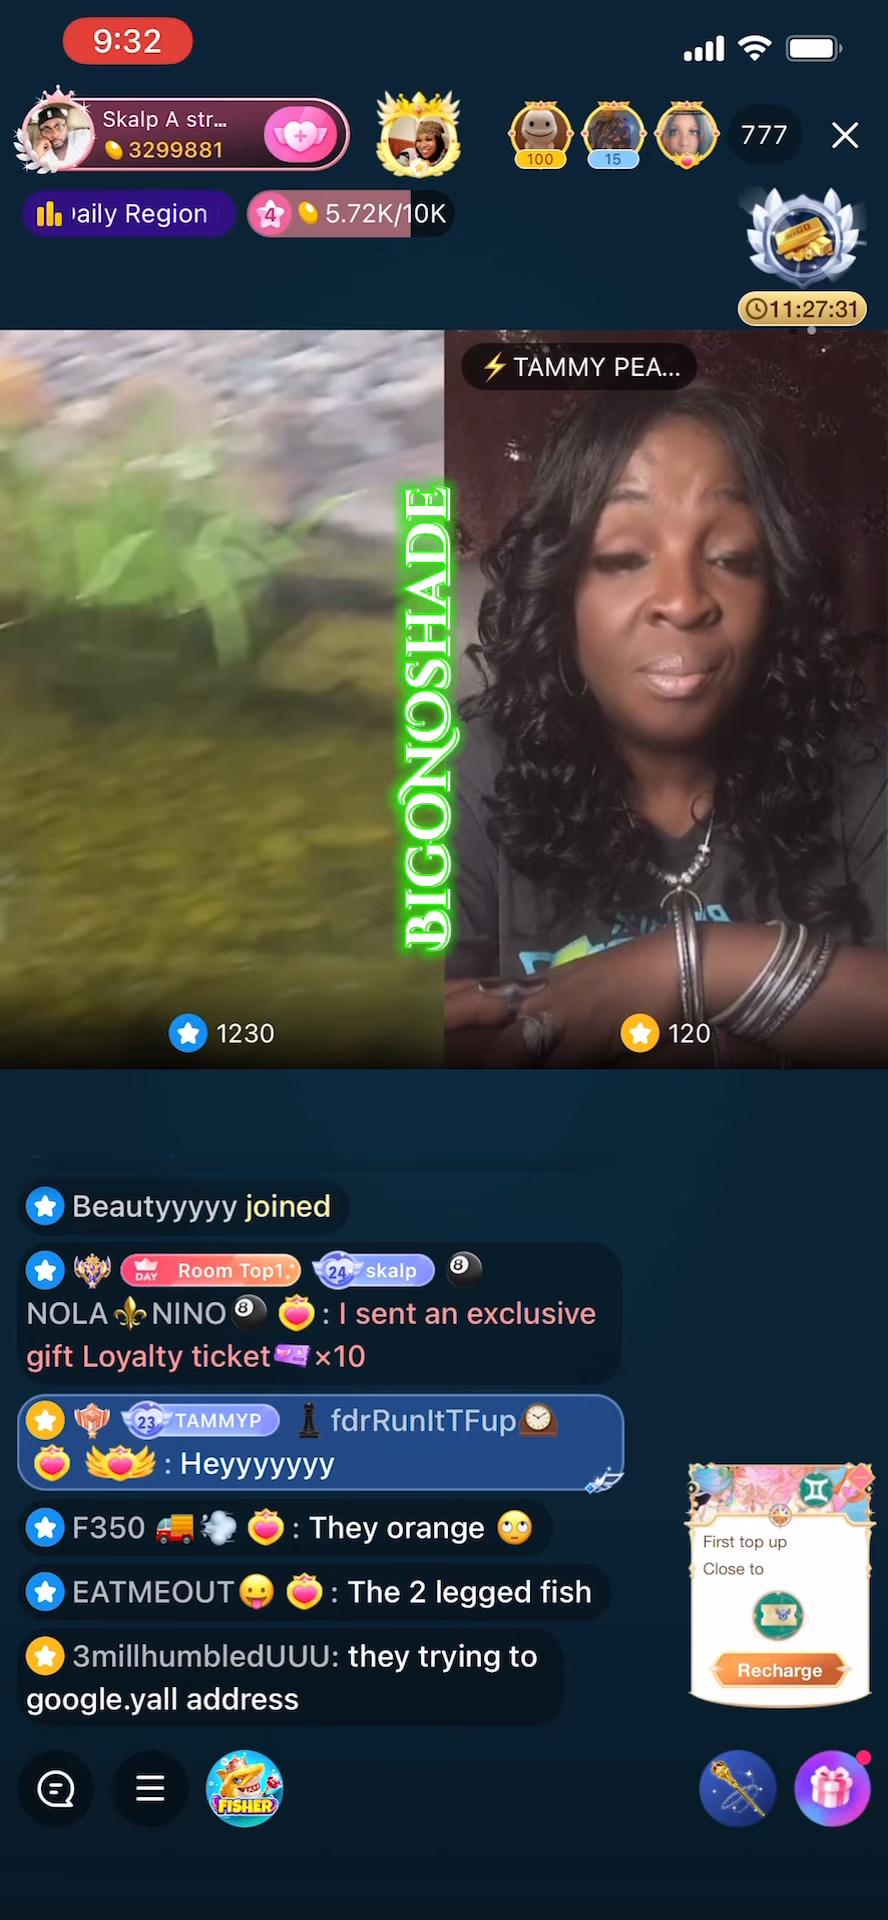 9:32
Skalp A str...
3299881
100
15
777
aily Region
4
5.72K/10K
11:27:31
TAMMY PEA...
BIGONOSHADE
1230
120
Beautyyyyy joined
DAY Room Top1. 24 skalp 8
NOLA NINO 8 : I sent an exclusive
gift Loyalty ticket ×10
23 TAMMYP fdrRunItTFup
: Heyyyyyyy
F350 : They orange
EATMEOUT : The 2 legged fish
3millhumbledUUU: they trying to
google.yall address
First top up
Close to
Recharge
FISHER